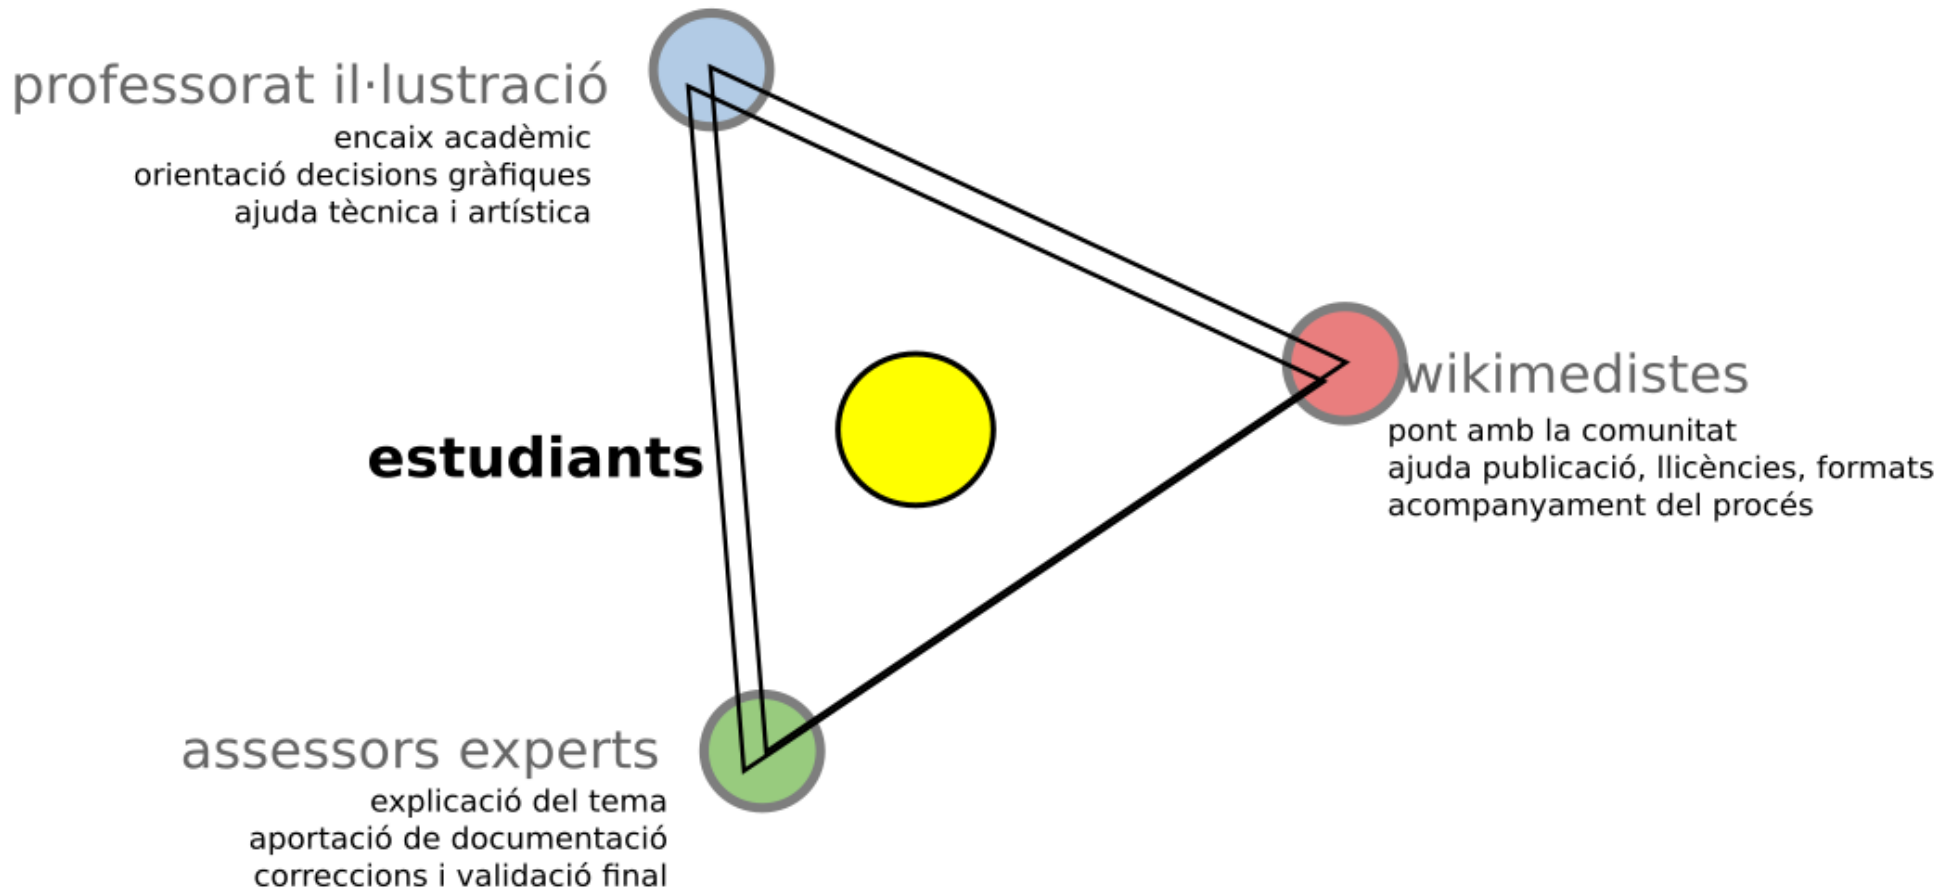 professorat il·lustració
encaix acadèmic
orientació decisions gràfiques
ajuda tècnica i artística
wikimedistes
pont amb la comunitat
ajuda publicació, llicències, formats
acompanyament del procés
estudiants
assessors experts
explicació del tema
aportació de documentació
correccions i validació final